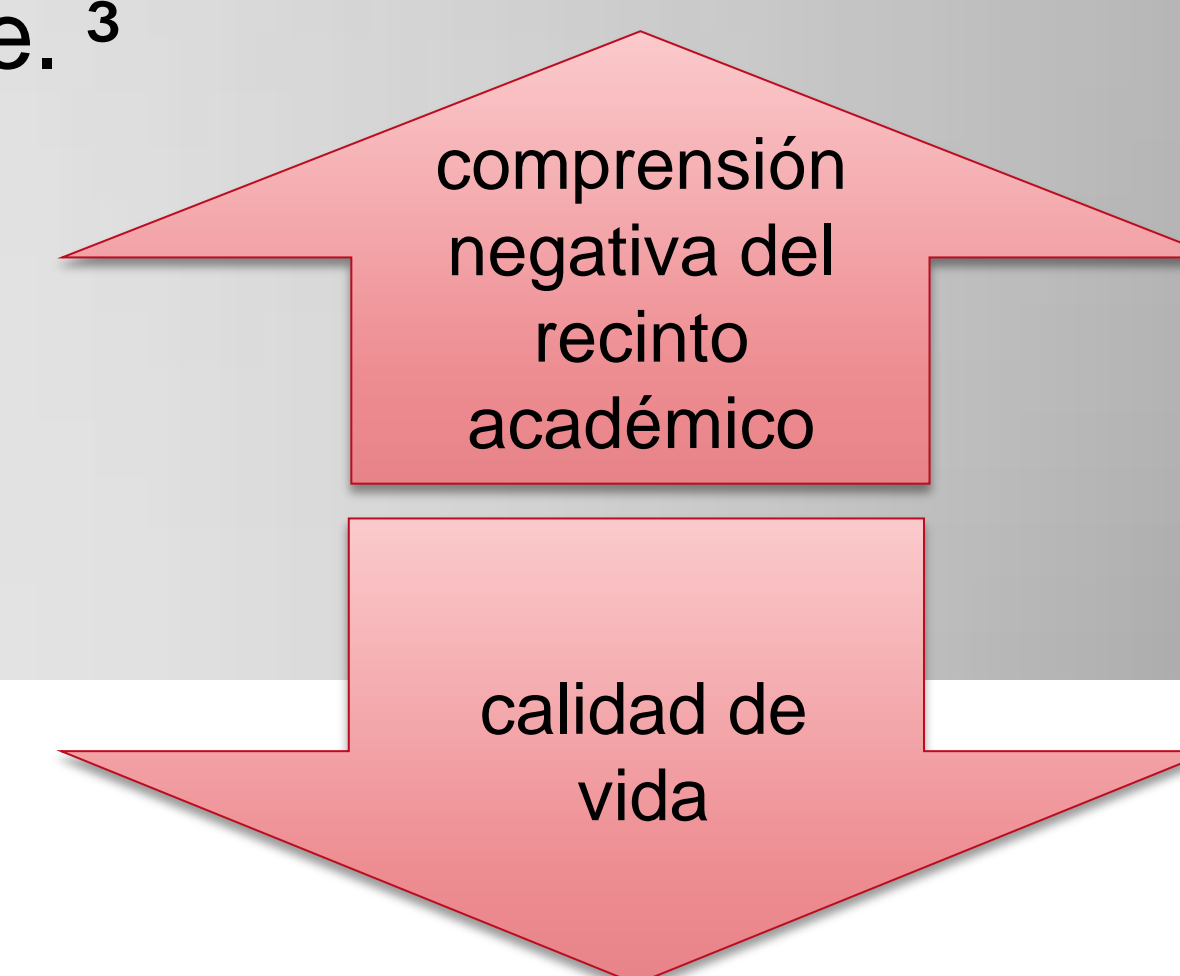 e. ³
comprensión
negativa del
recinto
académico
calidad de
vida